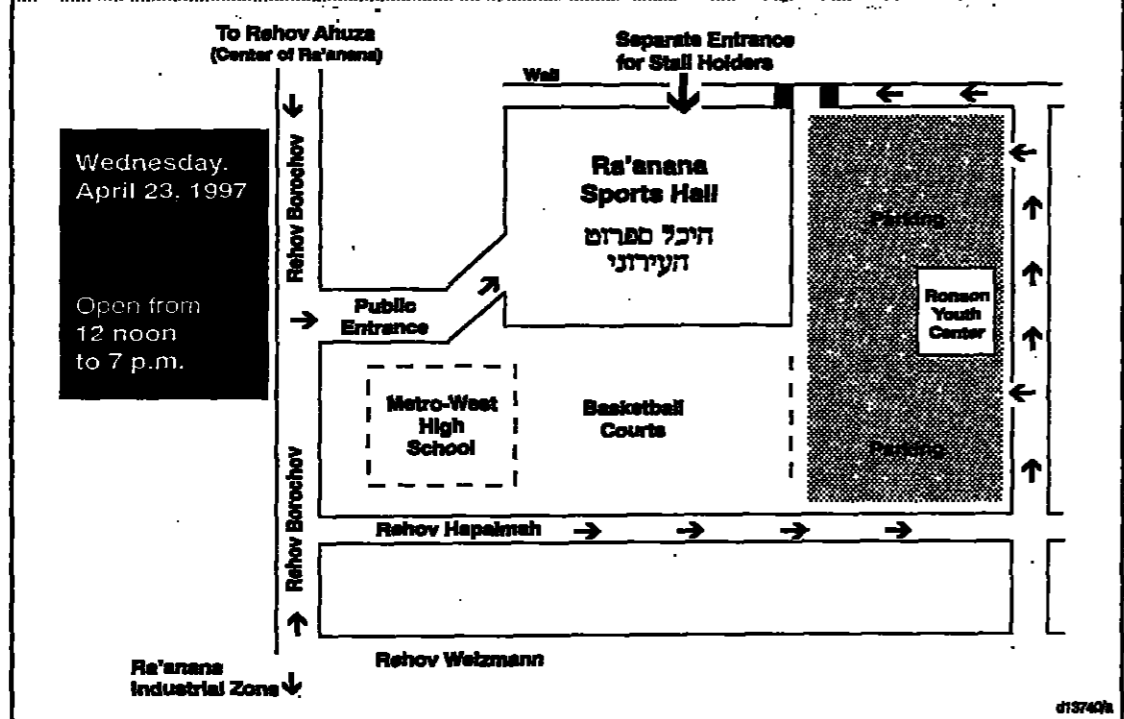 To Rehov Ahuza
(Center of Ra'anana)
Separate Entrance
for Stall Holders
Wall
Wednesday.
April 23, 1997
Open from
12 noon
to 7 p.m.
Rehov Borochov
Ra'anana
Sports Hall
היכל ספורט
העירוני
Parking
Ronson
Youth
Center
Public
Entrance
Metro-West
High
School
Basketball
Courts
Parking
Rehov Borochov
Rehov Hapalmah
Rehov Weizmann
Ra'anana
Industrial Zone
d13740/a